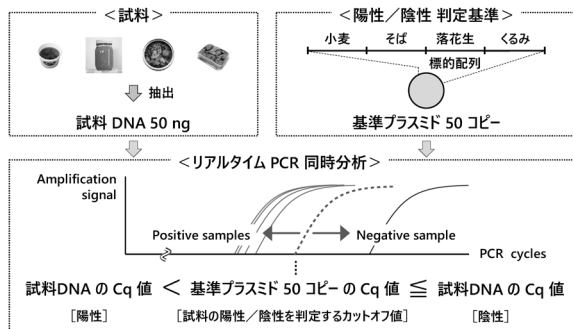 ＜試料＞
抽出
試料 DNA 50 ng
＜陽性／陰性 判定基準＞
小麦 そば 落花生 くるみ
標的配列
基準プラスミド 50 コピー
＜リアルタイム PCR 同時分析＞
Amplification
signal
Positive samples Negative sample
PCR cycles
試料DNA の Cq 値 ＜ 基準プラスミド 50 コピーの Cq 値 ≦ 試料DNA の Cq 値
［陽性］ ［試料の陽性／陰性を判定するカットオフ値］ ［陰性］